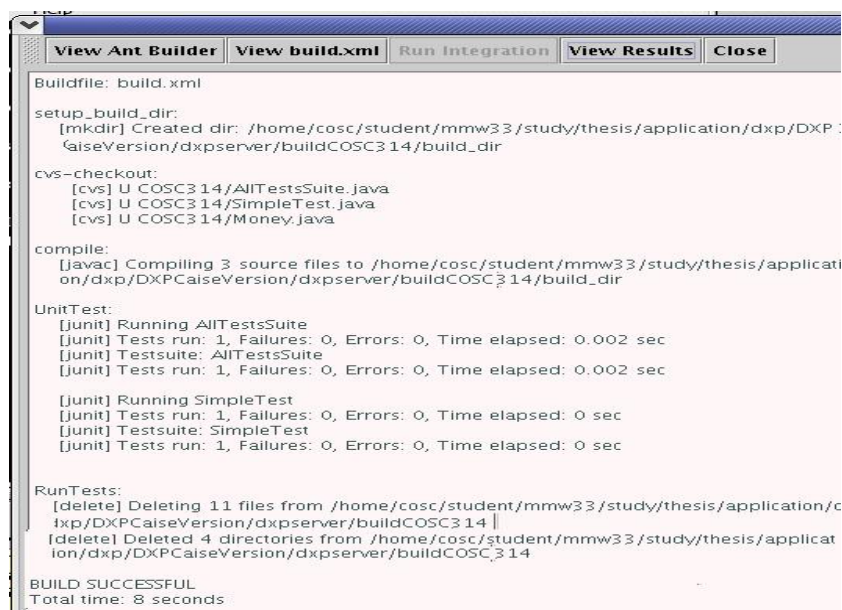 View Ant Builder View build.xml Run Integration View Results Close
Buildfile: build.xml
setup_build_dir:
[mkdir] Created dir: /home/cosc/student/mmw33/study/thesis/application/dxp/DXP
CaiseVersion/dxpserver/buildCOSC314/build_dir
cvs-checkout:
[cvs] U COSC314/AllTestsSuite.java
[cvs] U COSC314/SimpleTest.java
[cvs] U COSC314/Money.java
compile:
[javac] Compiling 3 source files to /home/cosc/student/mmw33/study/thesis/applicati
on/dxp/DXPCaiseVersion/dxpserver/buildCOSC314/build_dir
UnitTest:
[junit] Running AllTestsSuite
[junit] Tests run: 1, Failures: 0, Errors: 0, Time elapsed: 0.002 sec
[junit] Testsuite: AllTestsSuite
[junit] Tests run: 1, Failures: 0, Errors: 0, Time elapsed: 0.002 sec
[junit] Running SimpleTest
[junit] Tests run: 1, Failures: 0, Errors: 0, Time elapsed: 0 sec
[junit] Testsuite: SimpleTest
[junit] Tests run: 1, Failures: 0, Errors: 0, Time elapsed: 0 sec
RunTests:
[delete] Deleting 11 files from /home/cosc/student/mmw33/study/thesis/application/d
xp/DXPCaiseVersion/dxpserver/buildCOSC314
[delete] Deleted 4 directories from /home/cosc/student/mmw33/study/thesis/applicat
ion/dxp/DXPCaiseVersion/dxpserver/buildCOSC314
BUILD SUCCESSFUL
Total time: 8 seconds